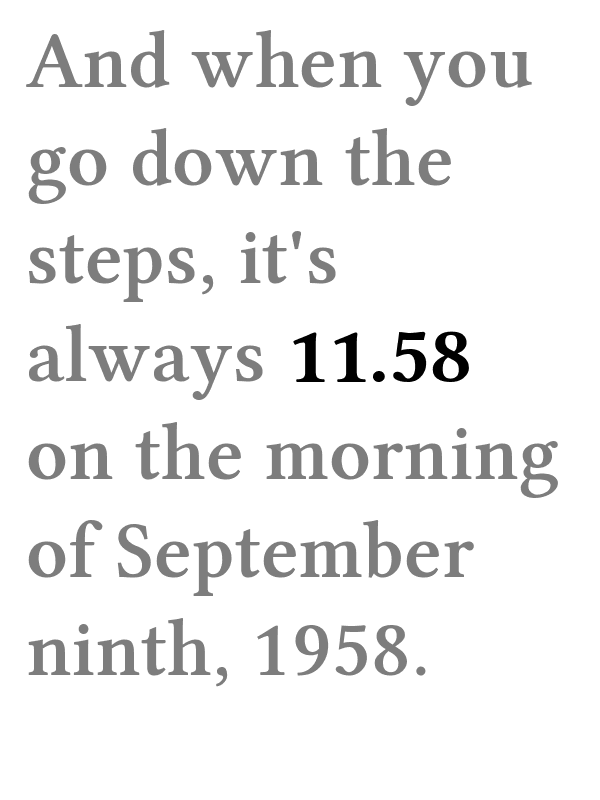 And when you
go down the
steps, it's
always 11.58
on the morning
of September
ninth, 1958.